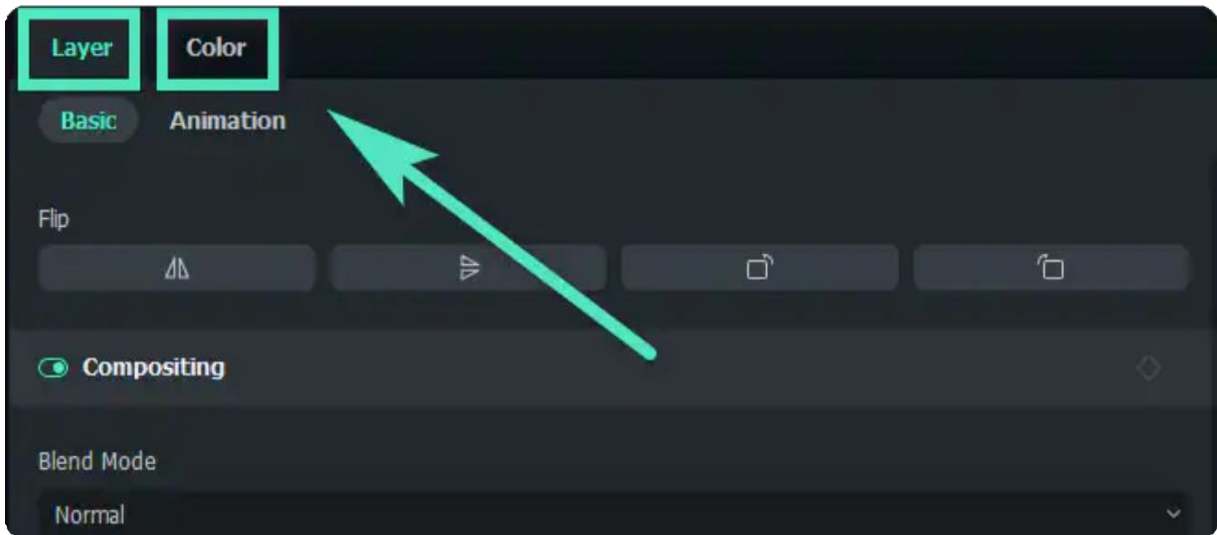 Layer Color
Basic Animation
Flip
Compositing
Blend Mode
Normal